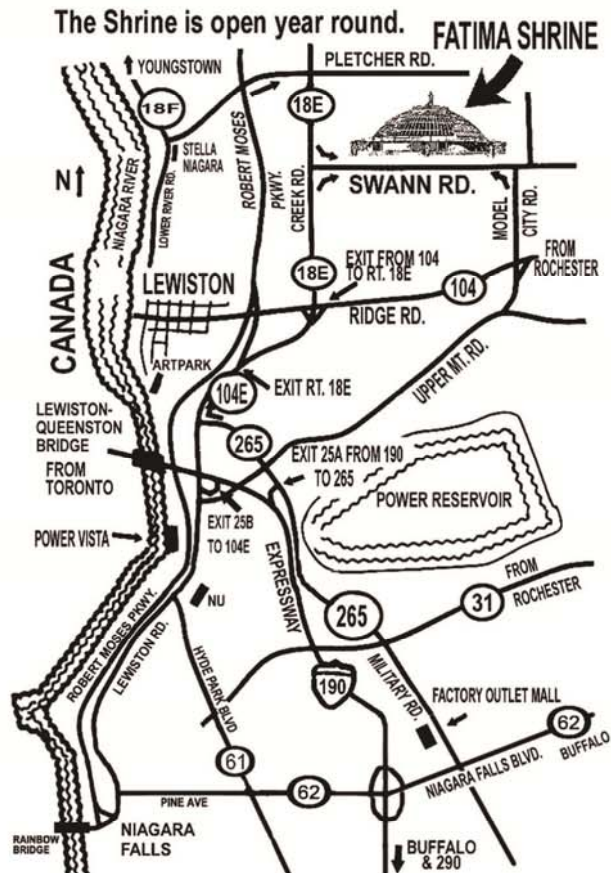 The Shrine is open year round.
FATIMA SHRINE
YOUNGSTOWN
PLETCHER RD.
18F
18E
STELLA
NIAGARA
ROBERT MOSES
PKWY.
CREEK RD.
N
NIAGARA RIVER
LOWER RIVER RD.
SWANN RD.
MODEL
CITY RD.
CANADA
LEWISTON
18E
EXIT FROM 104
TO RT. 18E
FROM
ROCHESTER
104
RIDGE RD.
ARTPARK
EXIT RT. 18E
104E
UPPER MT. RD.
LEWISTON-
QUEENSTON
BRIDGE
FROM
TORONTO
265
EXIT 25A FROM 190
TO 265
POWER RESERVOIR
EXIT 25B
TO 104E
POWER VISTA
EXPRESSWAY
FROM
ROCHESTER
31
NU
265
ROBERT MOSES PKWY.
LEWISTON RD.
HYDE PARK BLVD
190
MILITARY RD.
FACTORY OUTLET MALL
62
BUFFALO
NIAGARA FALLS BLVD.
61
62
PINE AVE
RAINBOW
BRIDGE
NIAGARA
FALLS
BUFFALO
& 290